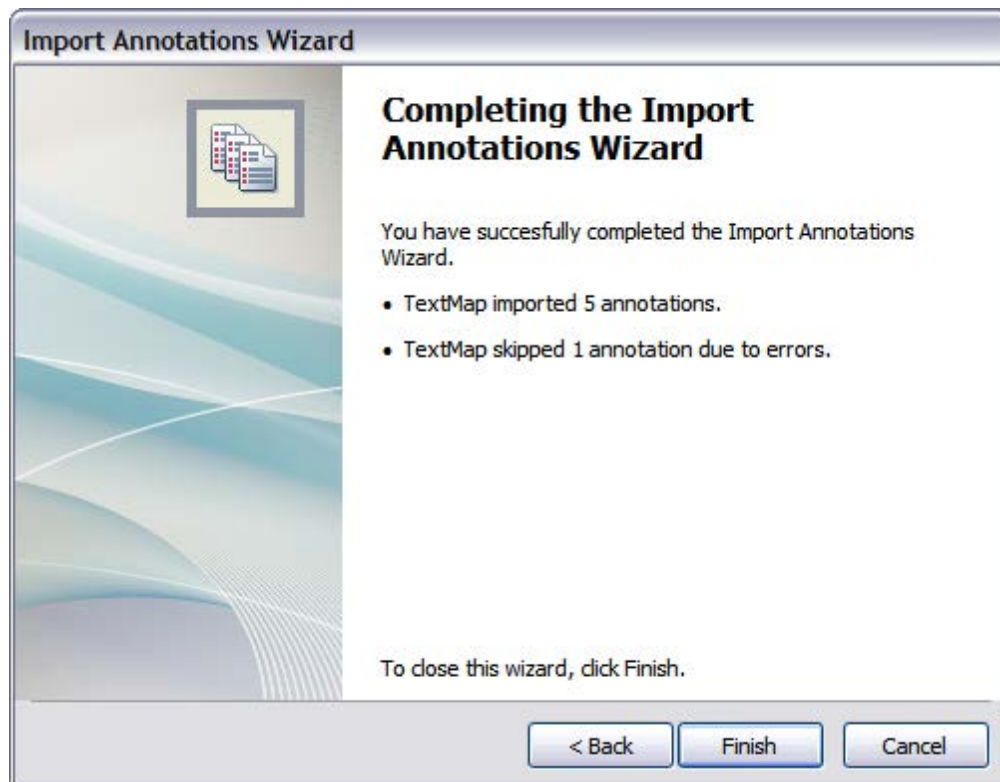 Import Annotations Wizard
Completing the Import
Annotations Wizard
You have succesfully completed the Import Annotations
Wizard.
• TextMap imported 5 annotations.
• TextMap skipped 1 annotation due to errors.
To close this wizard, click Finish.
< Back Finish Cancel